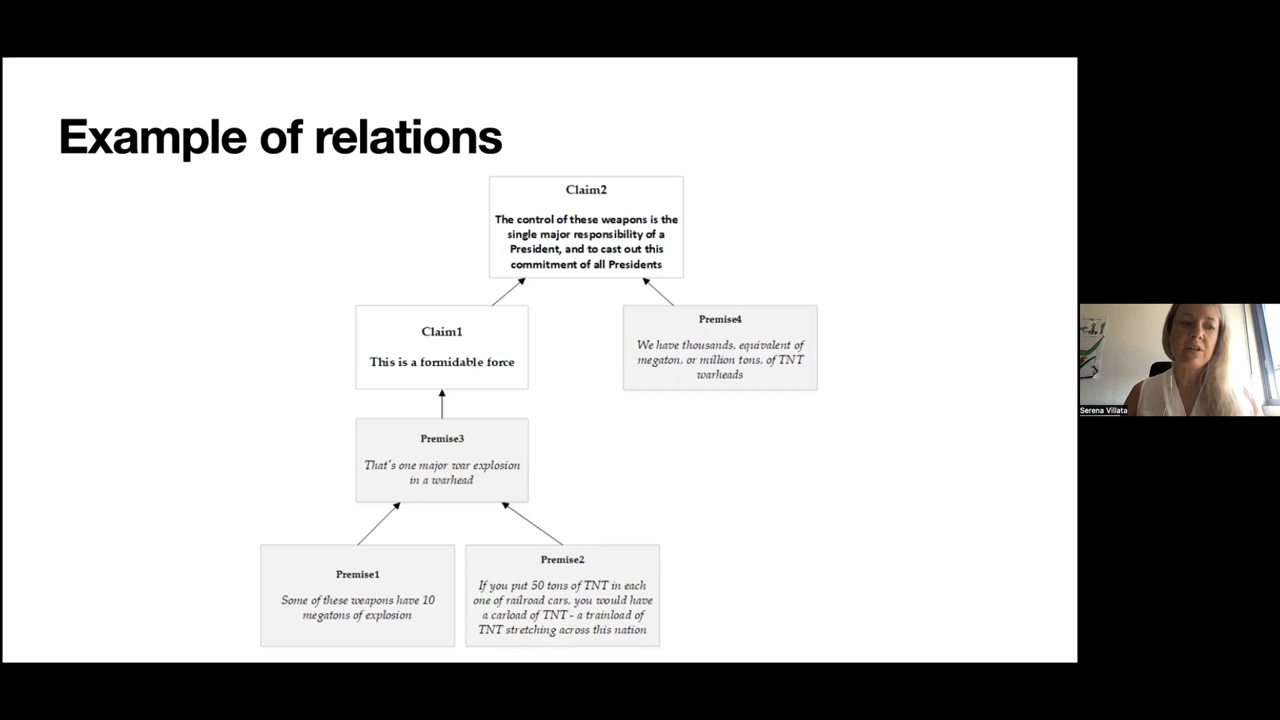 Example of relations
Claim2
The control of these weapons is the
single major responsibility of a
President, and to cast out this
commitment of all Presidents
Claim1
This is a formidable force
Premise4
We have thousands, equivalent of
megaton, or million tons, of TNT
warheads
Premise3
That's one major war explosion
in a warhead
Premise1
Some of these weapons have 10
megatons of explosion
Premise2
If you put 50 tons of TNT in each
one of railroad cars, you would have
a carload of TNT - a trainload of
TNT stretching across this nation
Serena Villata